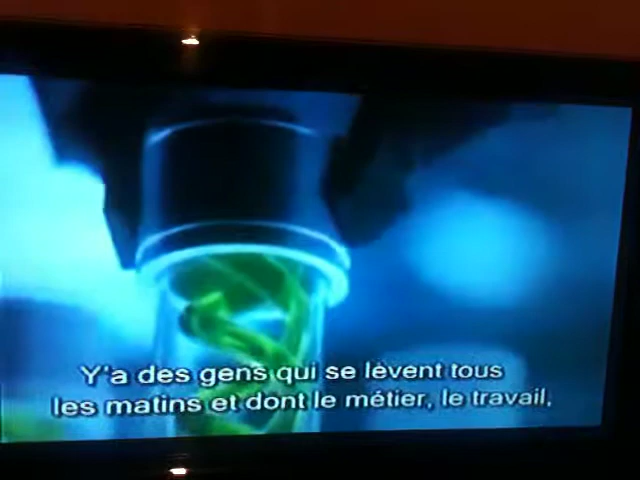 Y'a des gens qui se lèvent tous
les matins et dont le métier, le travail,